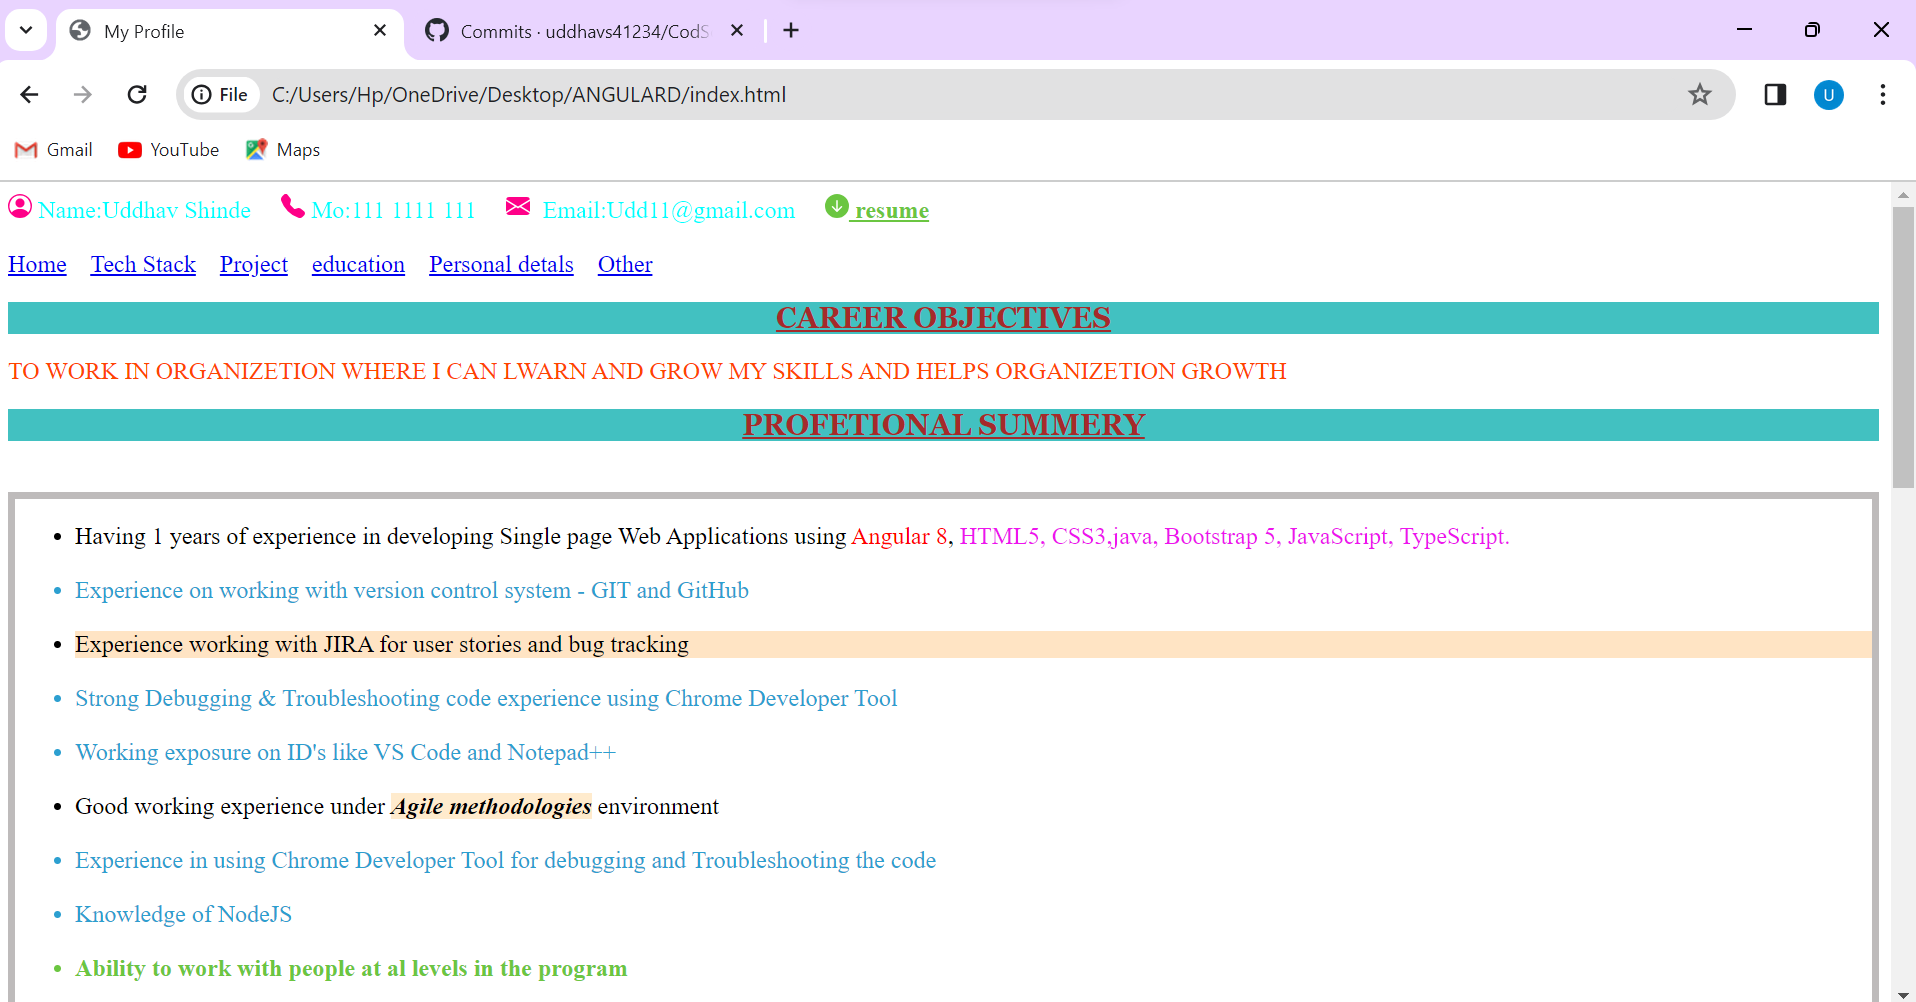 My Profile
Commits · uddhavs41234/CodS
File
C:/Users/Hp/OneDrive/Desktop/ANGULARD/index.html
U
Gmail YouTube Maps
Name:Uddhav Shinde Mo:111 1111 111 Email:Udd11@gmail.com resume
Home Tech Stack Project education Personal detals Other
CAREER OBJECTIVES
TO WORK IN ORGANIZETION WHERE I CAN LWARN AND GROW MY SKILLS AND HELPS ORGANIZETION GROWTH
PROFETIONAL SUMMERY
• Having 1 years of experience in developing Single page Web Applications using Angular 8, HTML5, CSS3,java, Bootstrap 5, JavaScript, TypeScript.
• Experience on working with version control system - GIT and GitHub
• Experience working with JIRA for user stories and bug tracking
• Strong Debugging & Troubleshooting code experience using Chrome Developer Tool
• Working exposure on ID's like VS Code and Notepad++
• Good working experience under Agile methodologies environment
• Experience in using Chrome Developer Tool for debugging and Troubleshooting the code
• Knowledge of NodeJS
• Ability to work with people at al levels in the program